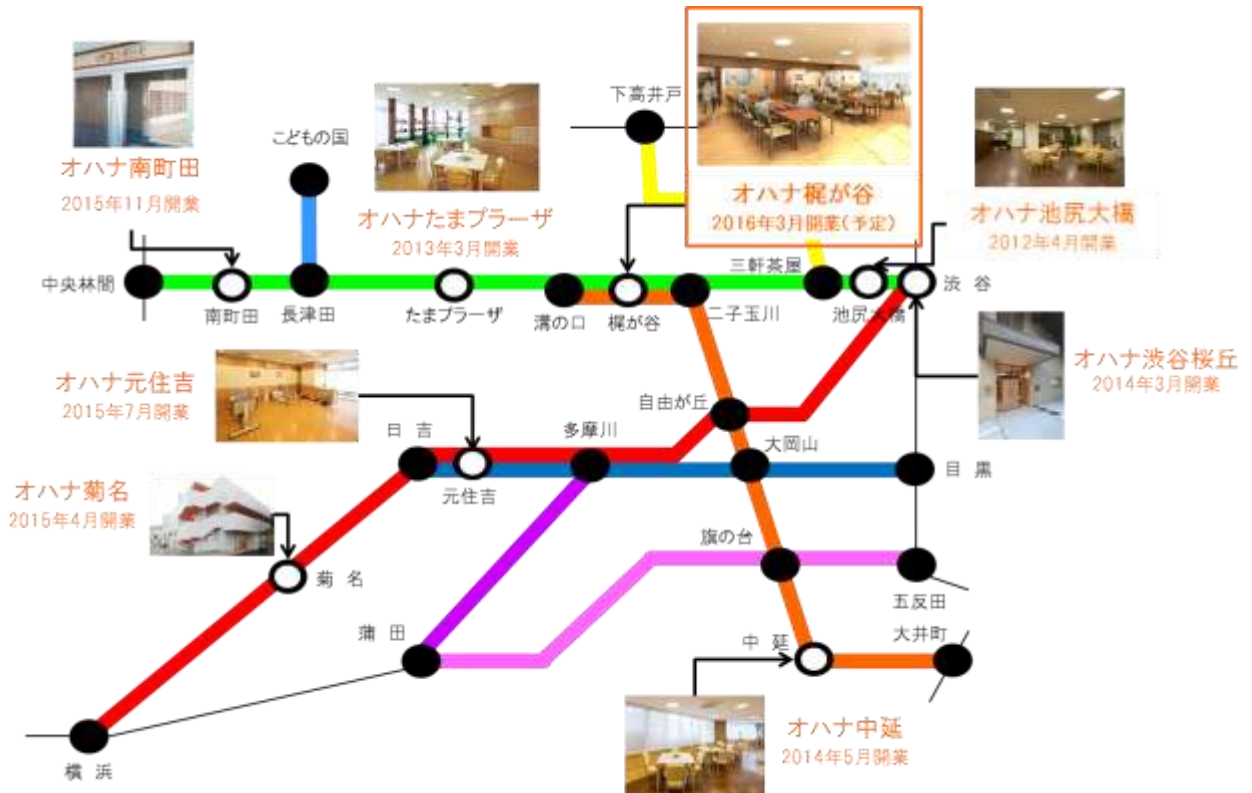 下高井戸
こどもの国
オハナ南町田
2015年11月開業
オハナたまプラーザ
2013年3月開業
オハナ梶が谷
2016年3月開業(予定)
オハナ池尻大橋
2012年4月開業
三軒茶屋
中央林間
南町田
長津田
たまプラーザ
溝の口
梶が谷
二子玉川
池尻大橋
渋谷
オハナ元住吉
2015年7月開業
オハナ渋谷桜丘
2014年3月開業
自由が丘
日吉
多摩川
大岡山
目黒
元住吉
オハナ菊名
2015年4月開業
旗の台
菊名
五反田
蒲田
中延
大井町
オハナ中延
2014年5月開業
横浜